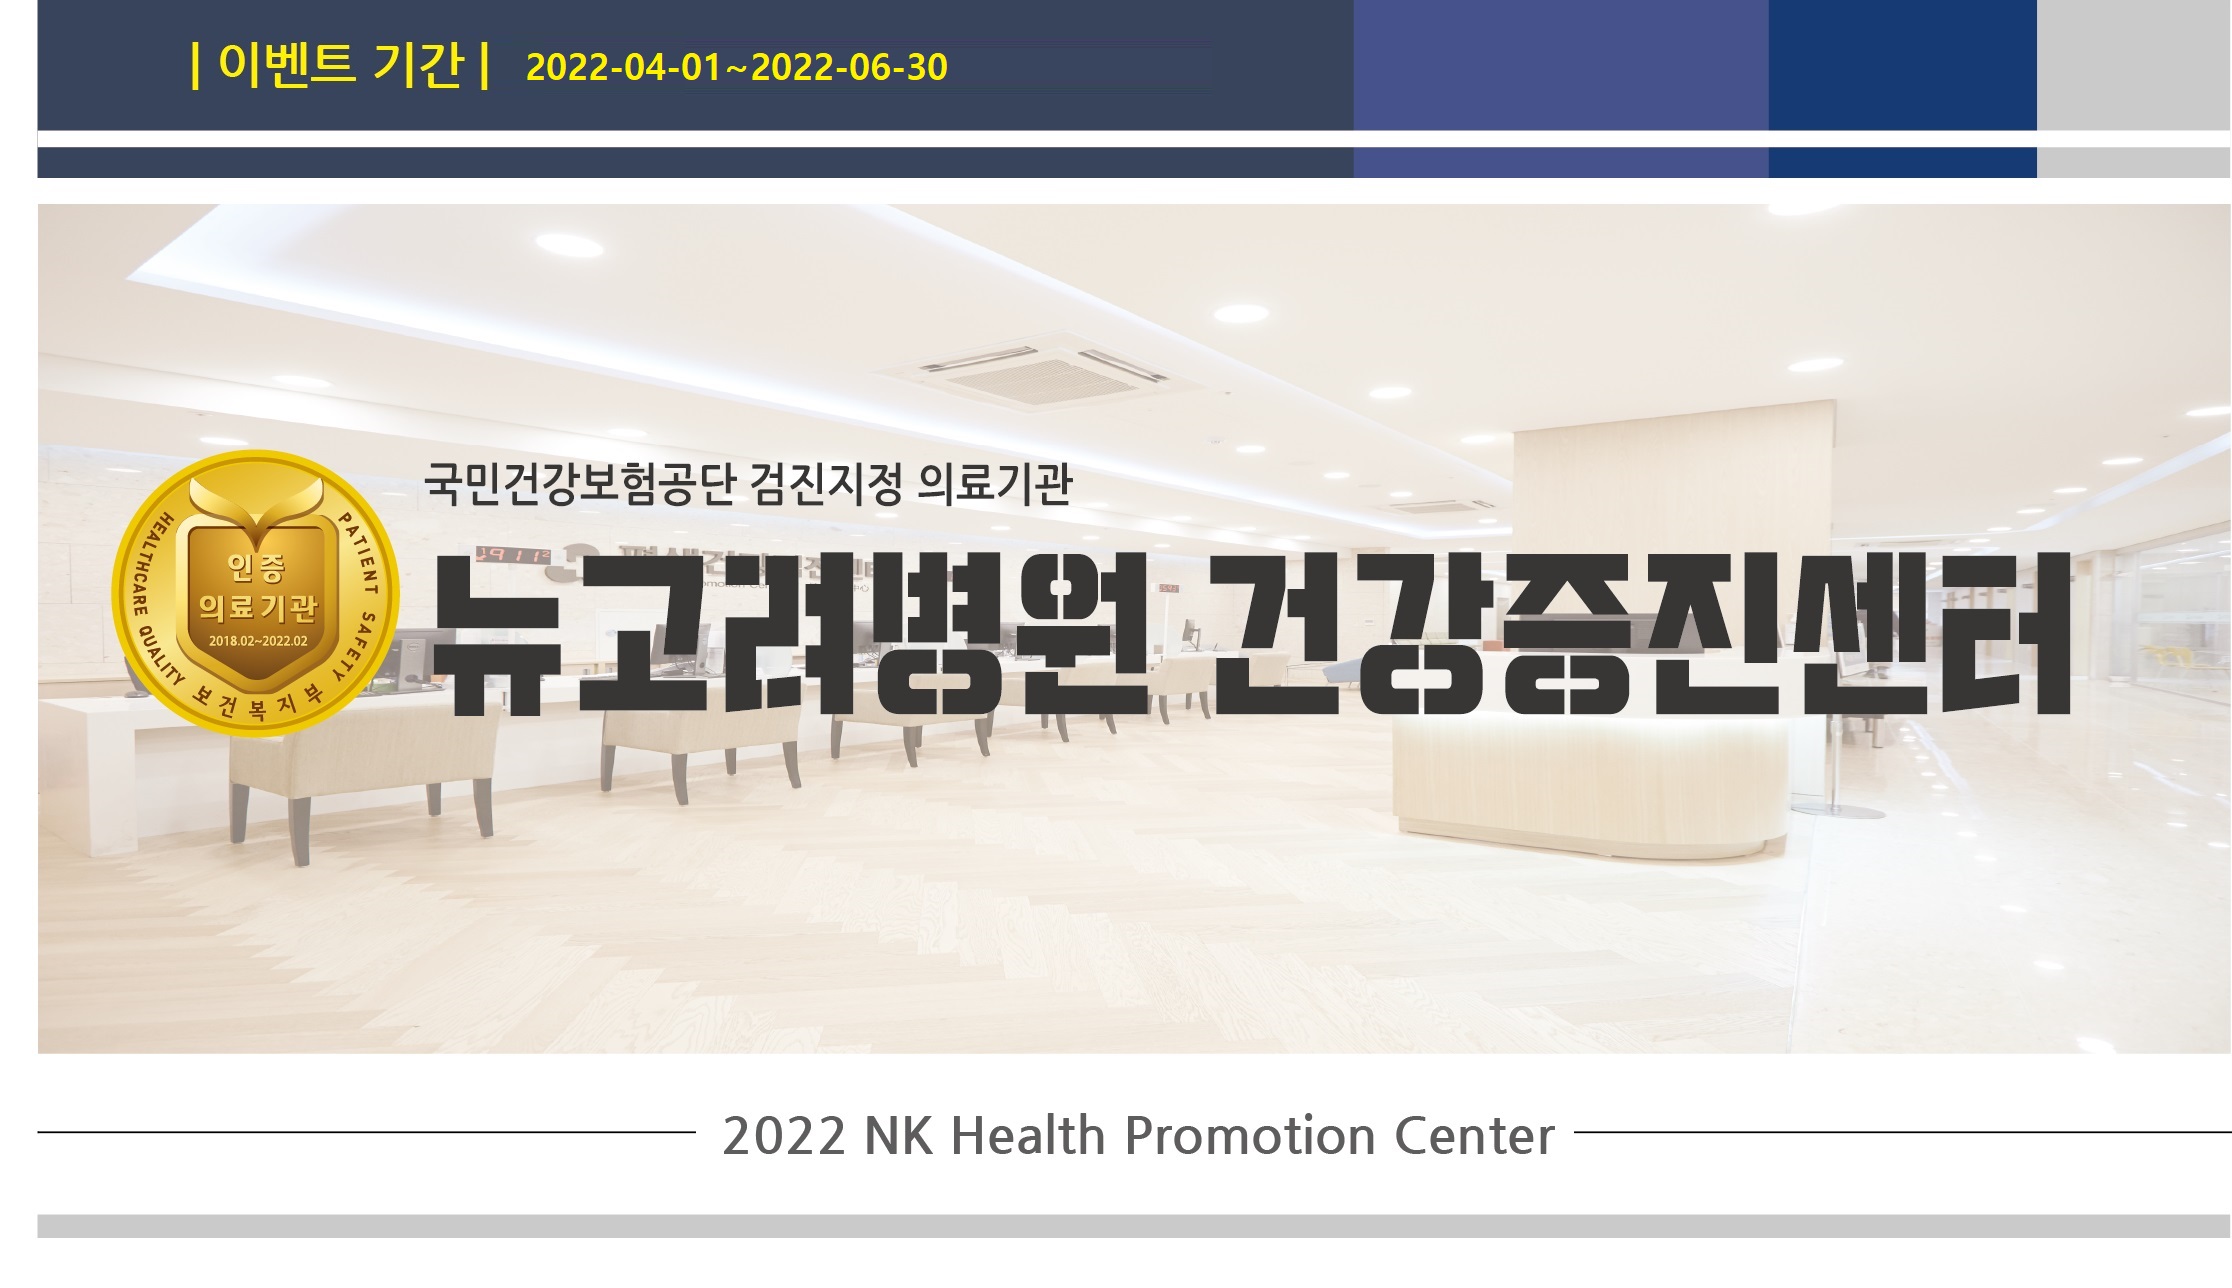 | 이벤트 기간 | 2022-04-01~2022-06-30
국민건강보험공단 검진지정 의료기관
뉴고려병원 건강증진센터
인증
의료기관
2018.02~2022.02
HEALTHCARE QUALITY
PATIENT SAFETY
보건복지부
2022 NK Health Promotion Center